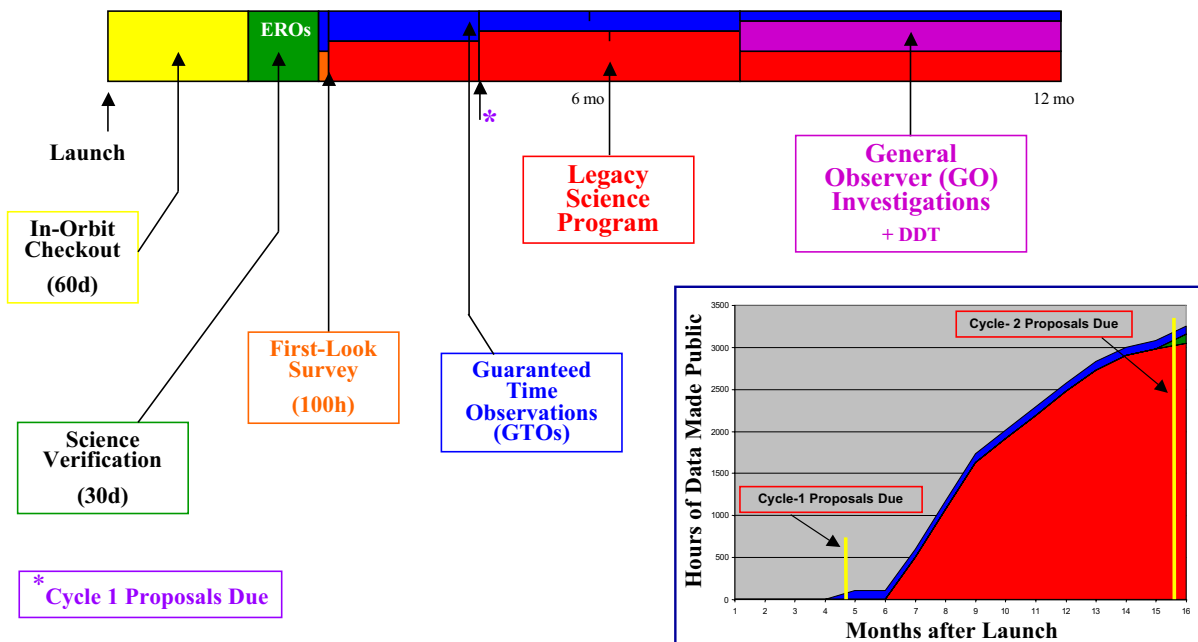 EROs
6 mo
12 mo
*
Launch
In-Orbit
Checkout
(60d)
Legacy
Science
Program
General
Observer (GO)
Investigations
+ DDT
First-Look
Survey
(100h)
Guaranteed
Time
Observations
(GTOs)
Science
Verification
(30d)
* Cycle 1 Proposals Due
Hours of Data Made Public
3500
3000
2500
2000
1500
1000
500
0
Cycle- 2 Proposals Due
Cycle-1 Proposals Due
1 2 3 4 5 6 7 8 9 10 11 12 13 14 15 16
Months after Launch